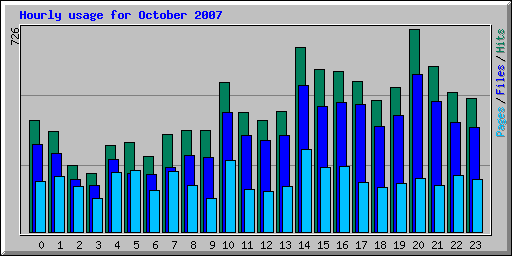 Hourly usage for October 2007
726
Pages/Files/Hits
0 1 2 3 4 5 6 7 8 9 10 11 12 13 14 15 16 17 18 19 20 21 22 23